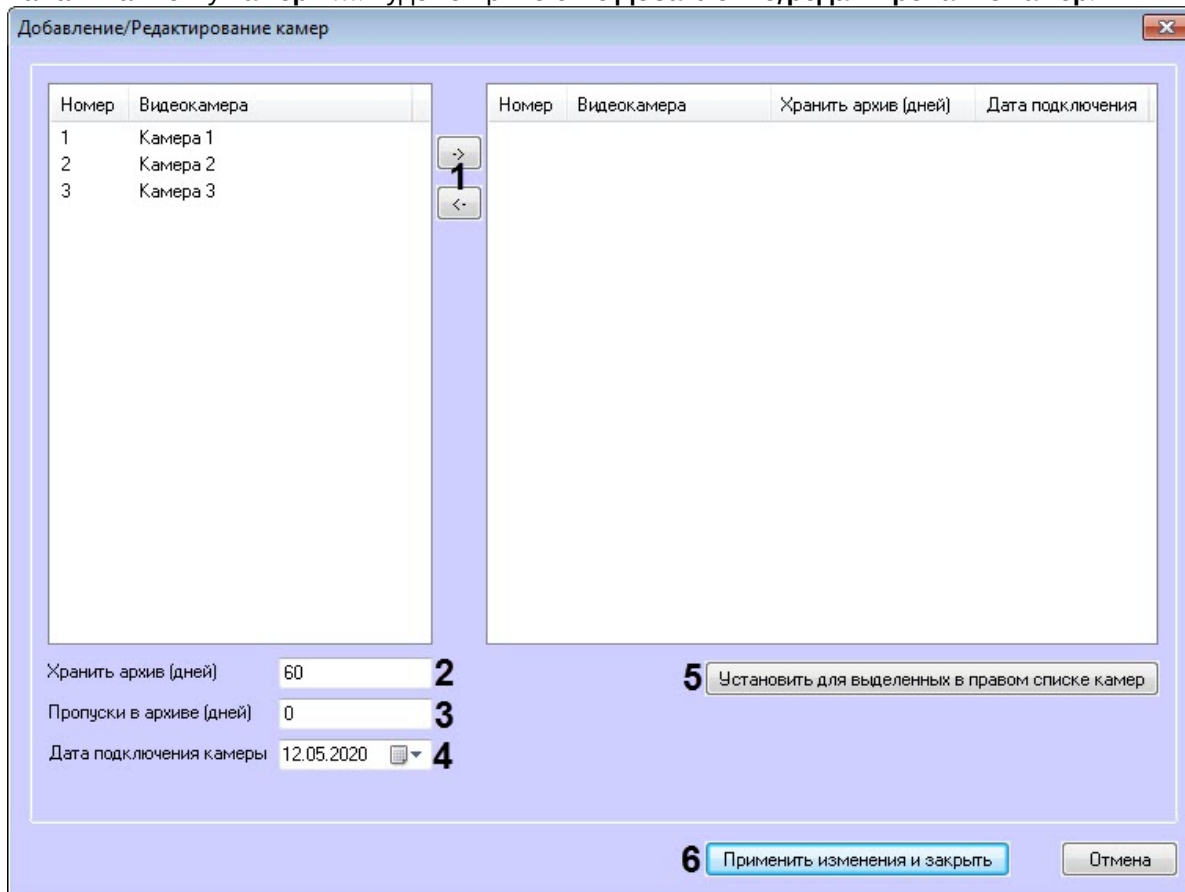 Добавление/Редактирование камер
Номер Видеокамера
1 Камера 1
2 Камера 2
3 Камера 3
->
1
<-
Номер Видеокамера Хранить архив (дней) Дата подключения
Хранить архив (дней) 60 2
Пропуски в архиве (дней) 0 3
Дата подключения камеры 12.05.2020 4
5 Установить для выделенных в правом списке камер
6 Применить изменения и закрыть Отмена